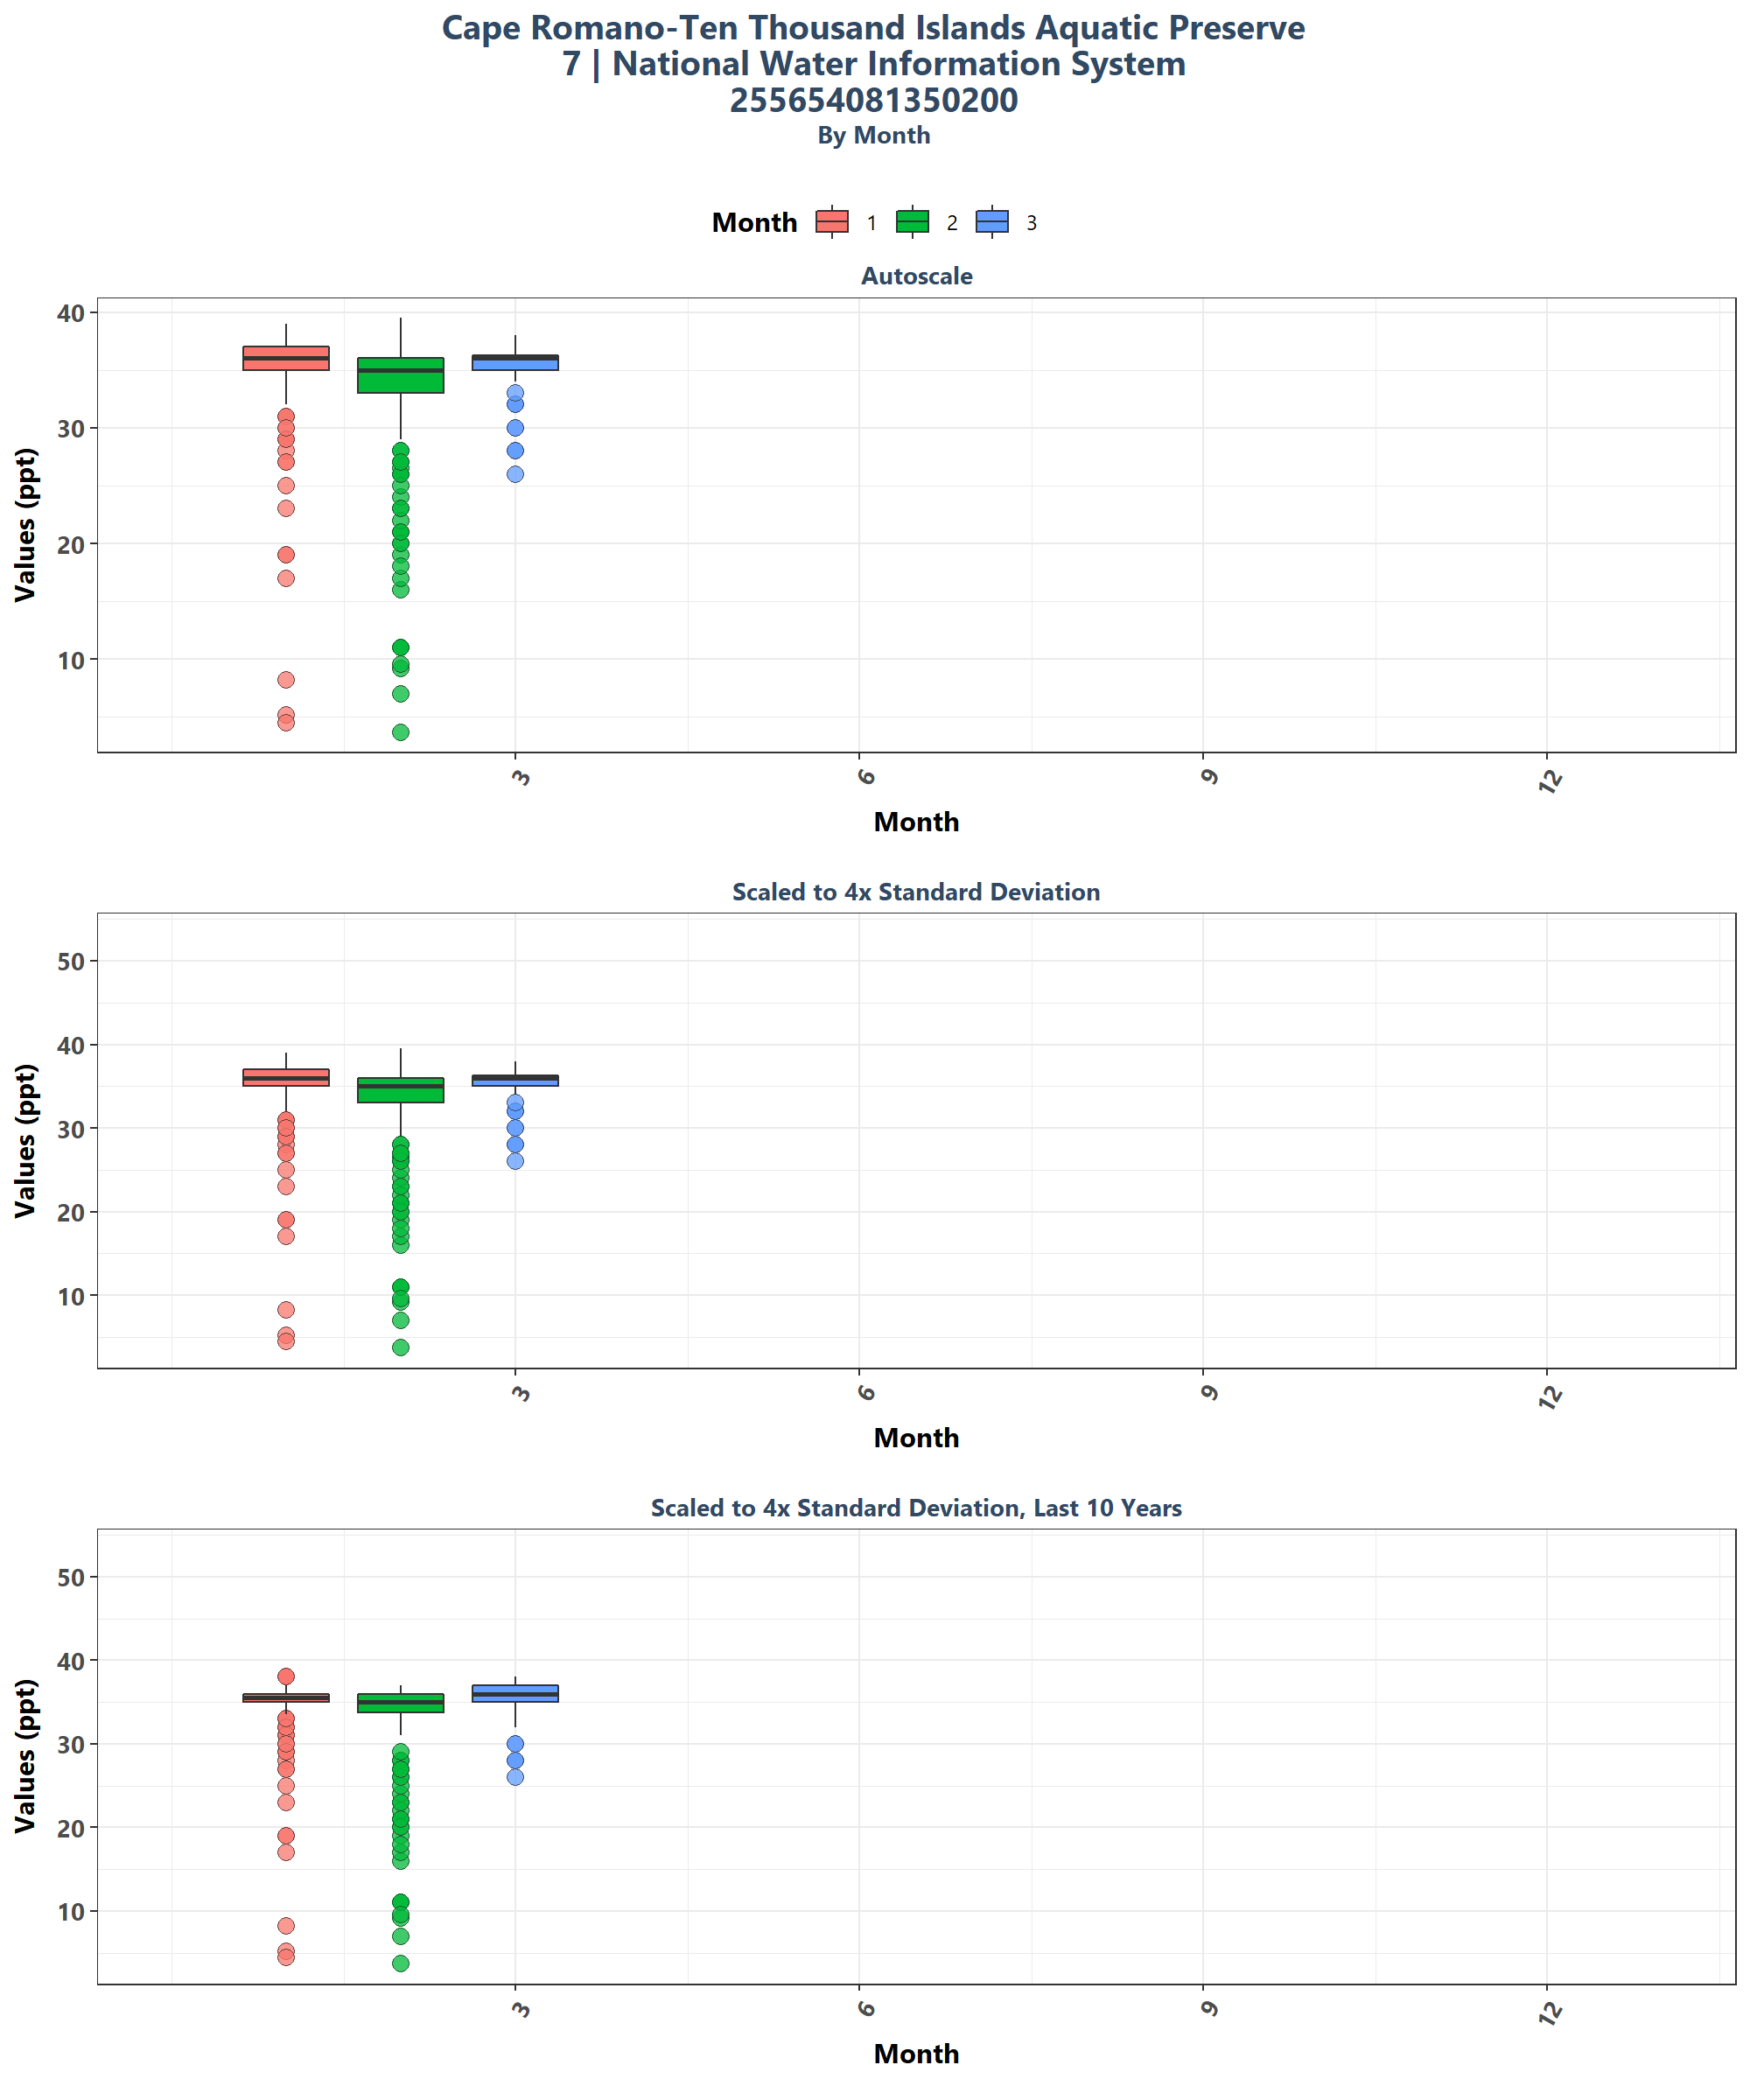 Cape Romano-Ten Thousand Islands Aquatic Preserve
7 | National Water Information System
255654081350200
By Month
Month 1 2 3
Autoscale
40
30
20
10
Values (ppt)
3 6 9 12
Month
Scaled to 4x Standard Deviation
50
40
30
20
10
Values (ppt)
3 6 9 12
Month
Scaled to 4x Standard Deviation, Last 10 Years
50
40
30
20
10
Values (ppt)
3 6 9 12
Month